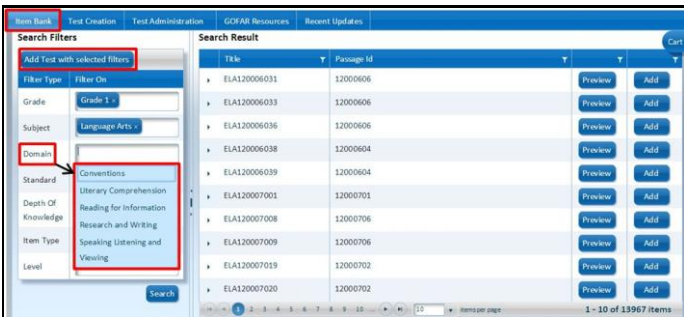 Item Bank Test Creation Test Administration GOFAR Resources Recent Updates
Search Filters
Add Test with selected filters
Filter Type Filter On
Grade Grade 1 ×
Subject Language Arts ×
Domain
Standard
Depth Of
Knowledge
Item Type
Level
Conventions
Literary Comprehension
Reading for Information
Research and Writing
Speaking Listening and
Viewing
Search
Search Result
Cart
Title Passage Id
ELA120006031 12000606 Preview Add
ELA120006033 12000606 Preview Add
ELA120006036 12000606 Preview Add
ELA120006038 12000604 Preview Add
ELA120006039 12000604 Preview Add
ELA120007001 12000701 Preview Add
ELA120007008 12000706 Preview Add
ELA120007009 12000706 Preview Add
ELA120007019 12000702 Preview Add
ELA120007020 12000702 Preview Add
1 2 3 4 5 6 7 8 9 10 ... 10 items per page 1 - 10 of 13967 items